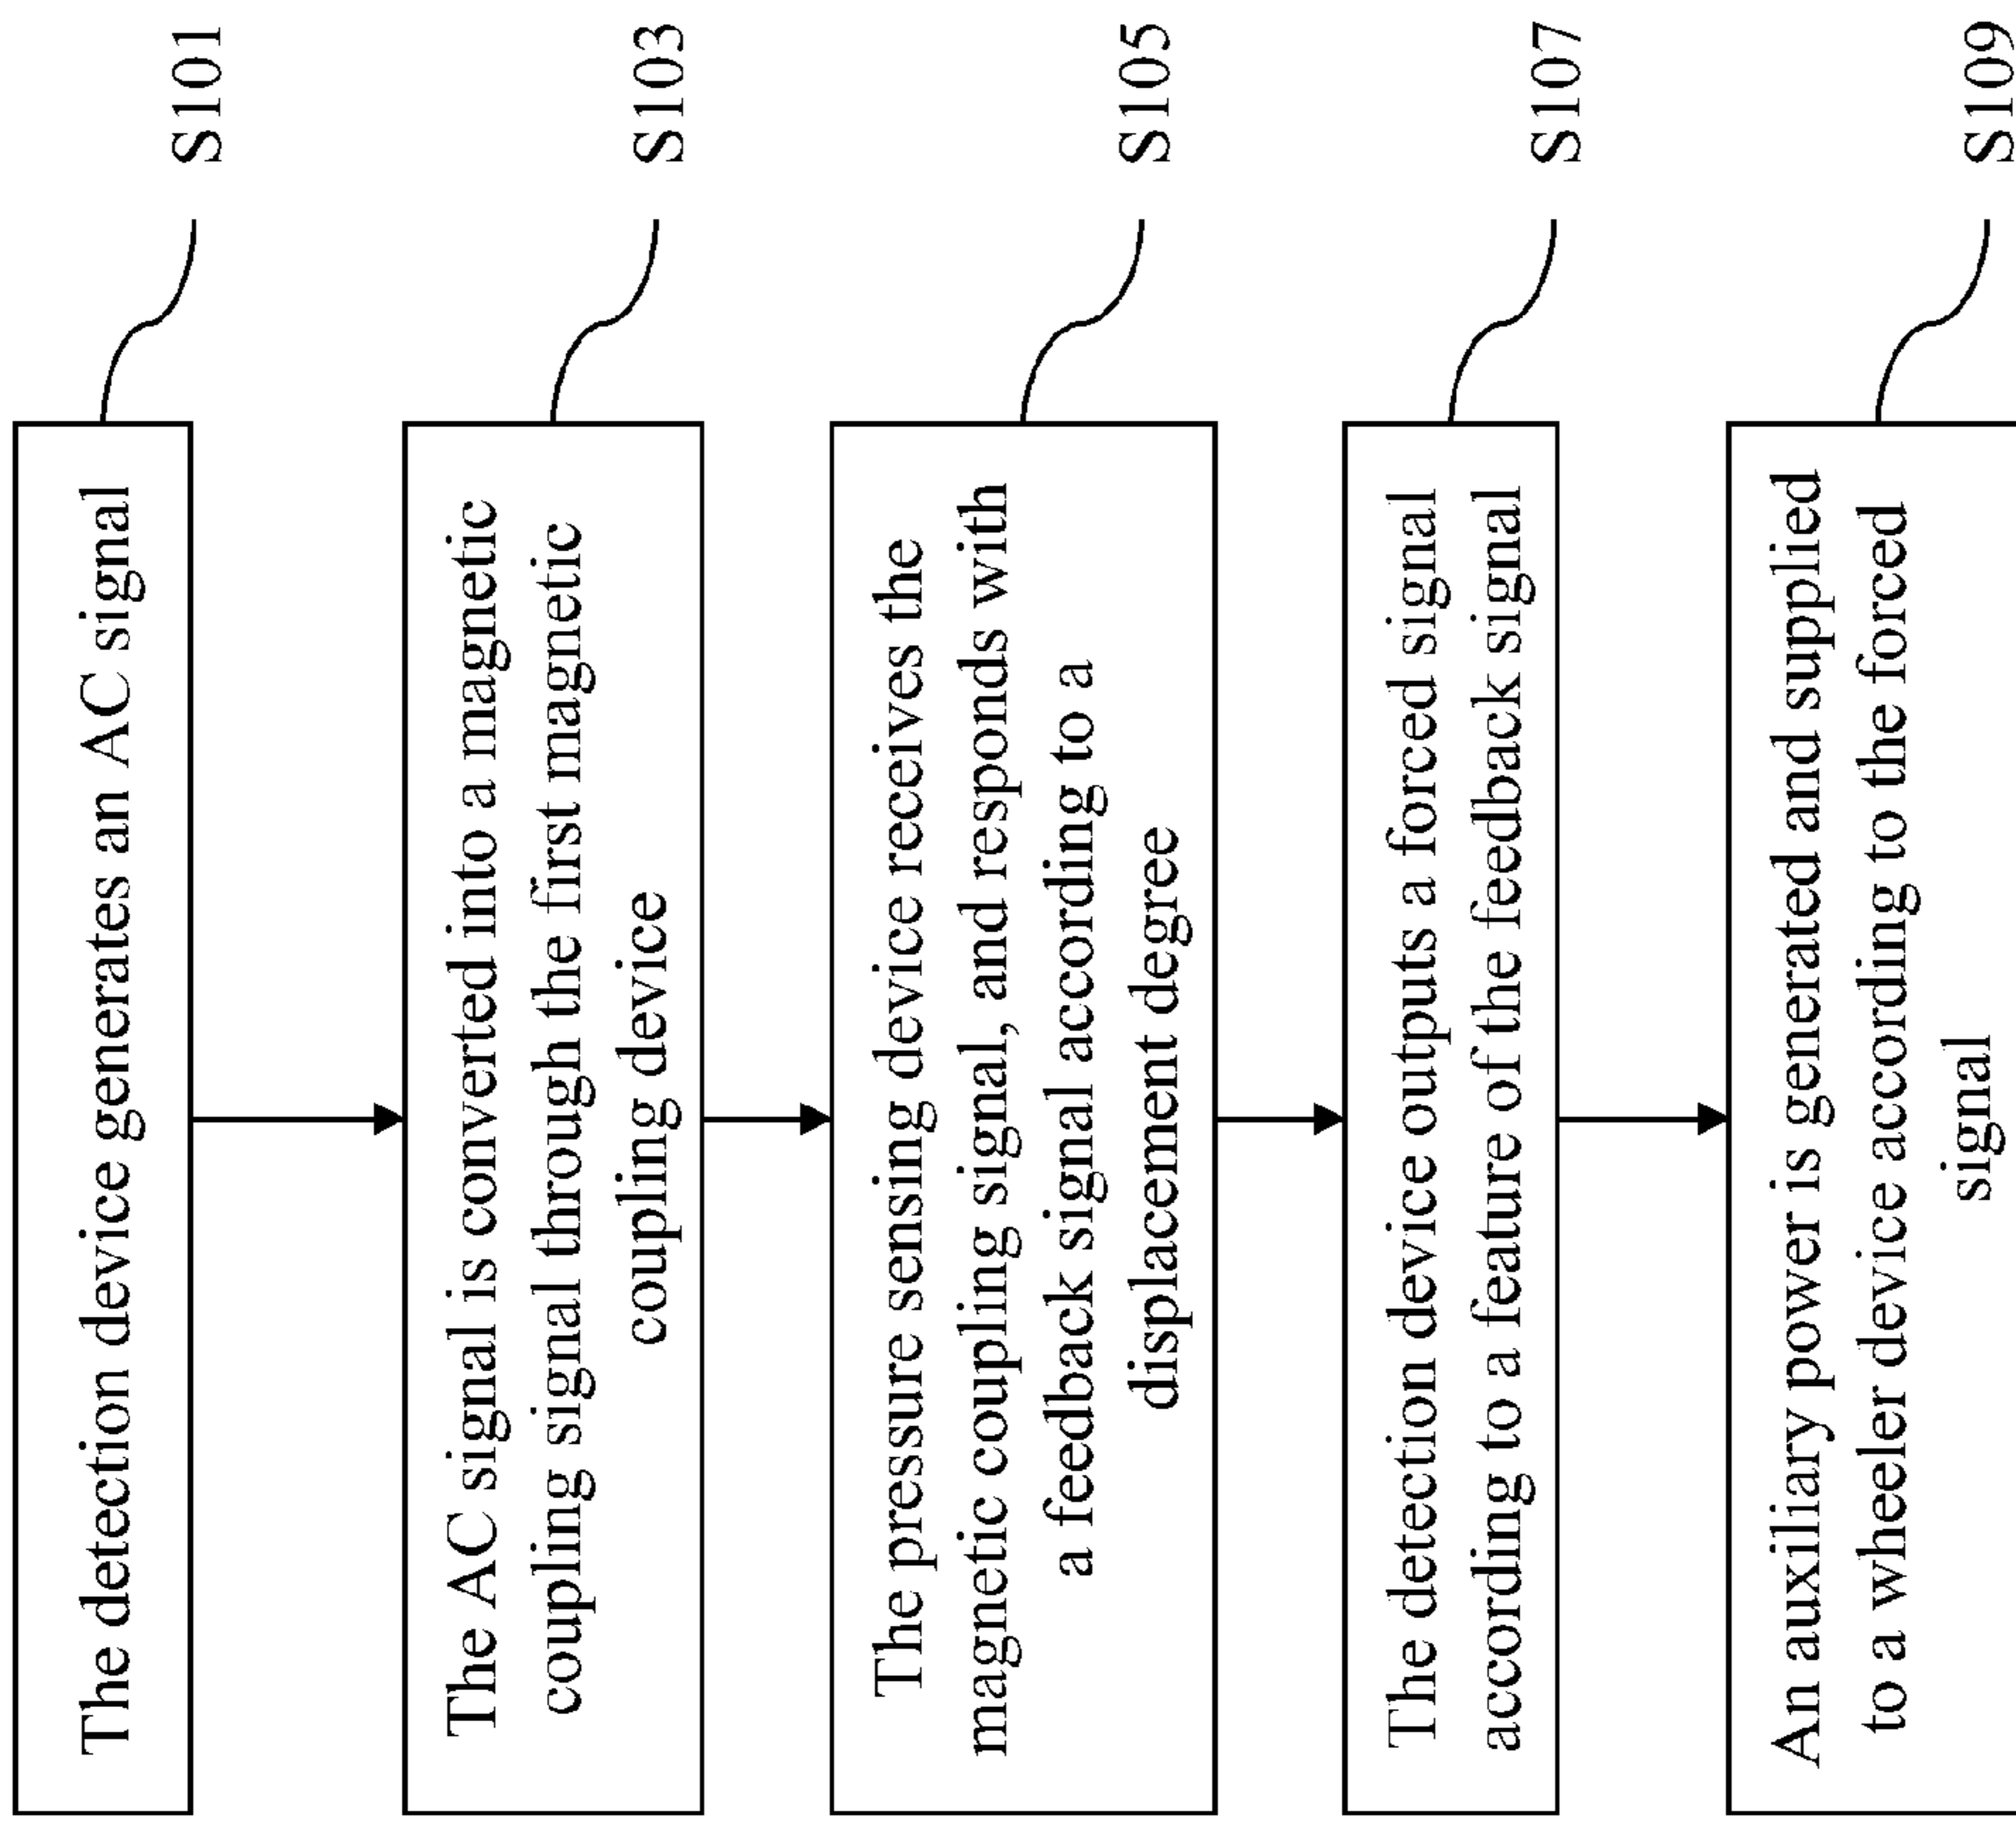 The detection device generates an AC signal
S101
The AC signal is converted into a magnetic
coupling signal through the first magnetic
coupling device
S103
The pressure sensing device receives the
magnetic coupling signal, and responds with
a feedback signal according to a
displacement degree
S105
The detection device outputs a forced signal
according to a feature of the feedback signal
S107
An auxiliary power is generated and supplied
to a wheeler device according to the forced
signal
S109